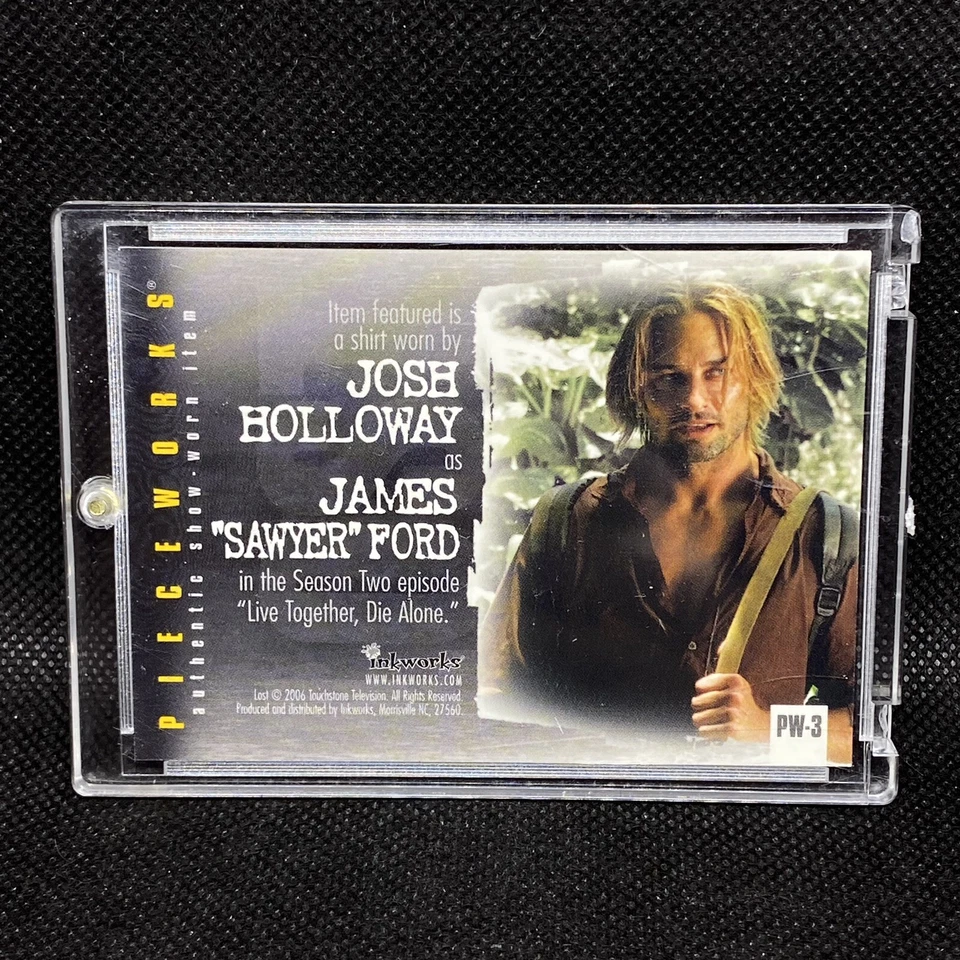 PIECEWORKS®
authentic show-worn item
Item featured is
a shirt worn by
JOSH
HOLLOWAY
as
JAMES
"SAWYER" FORD
in the Season Two episode
“Live Together, Die Alone.”
inkworks
WWW.INKWORKS.COM
Lost © 2006 Touchstone Television. All Rights Reserved.
Produced and distributed by Inkworks, Morrisville NC, 27560.
PW-3